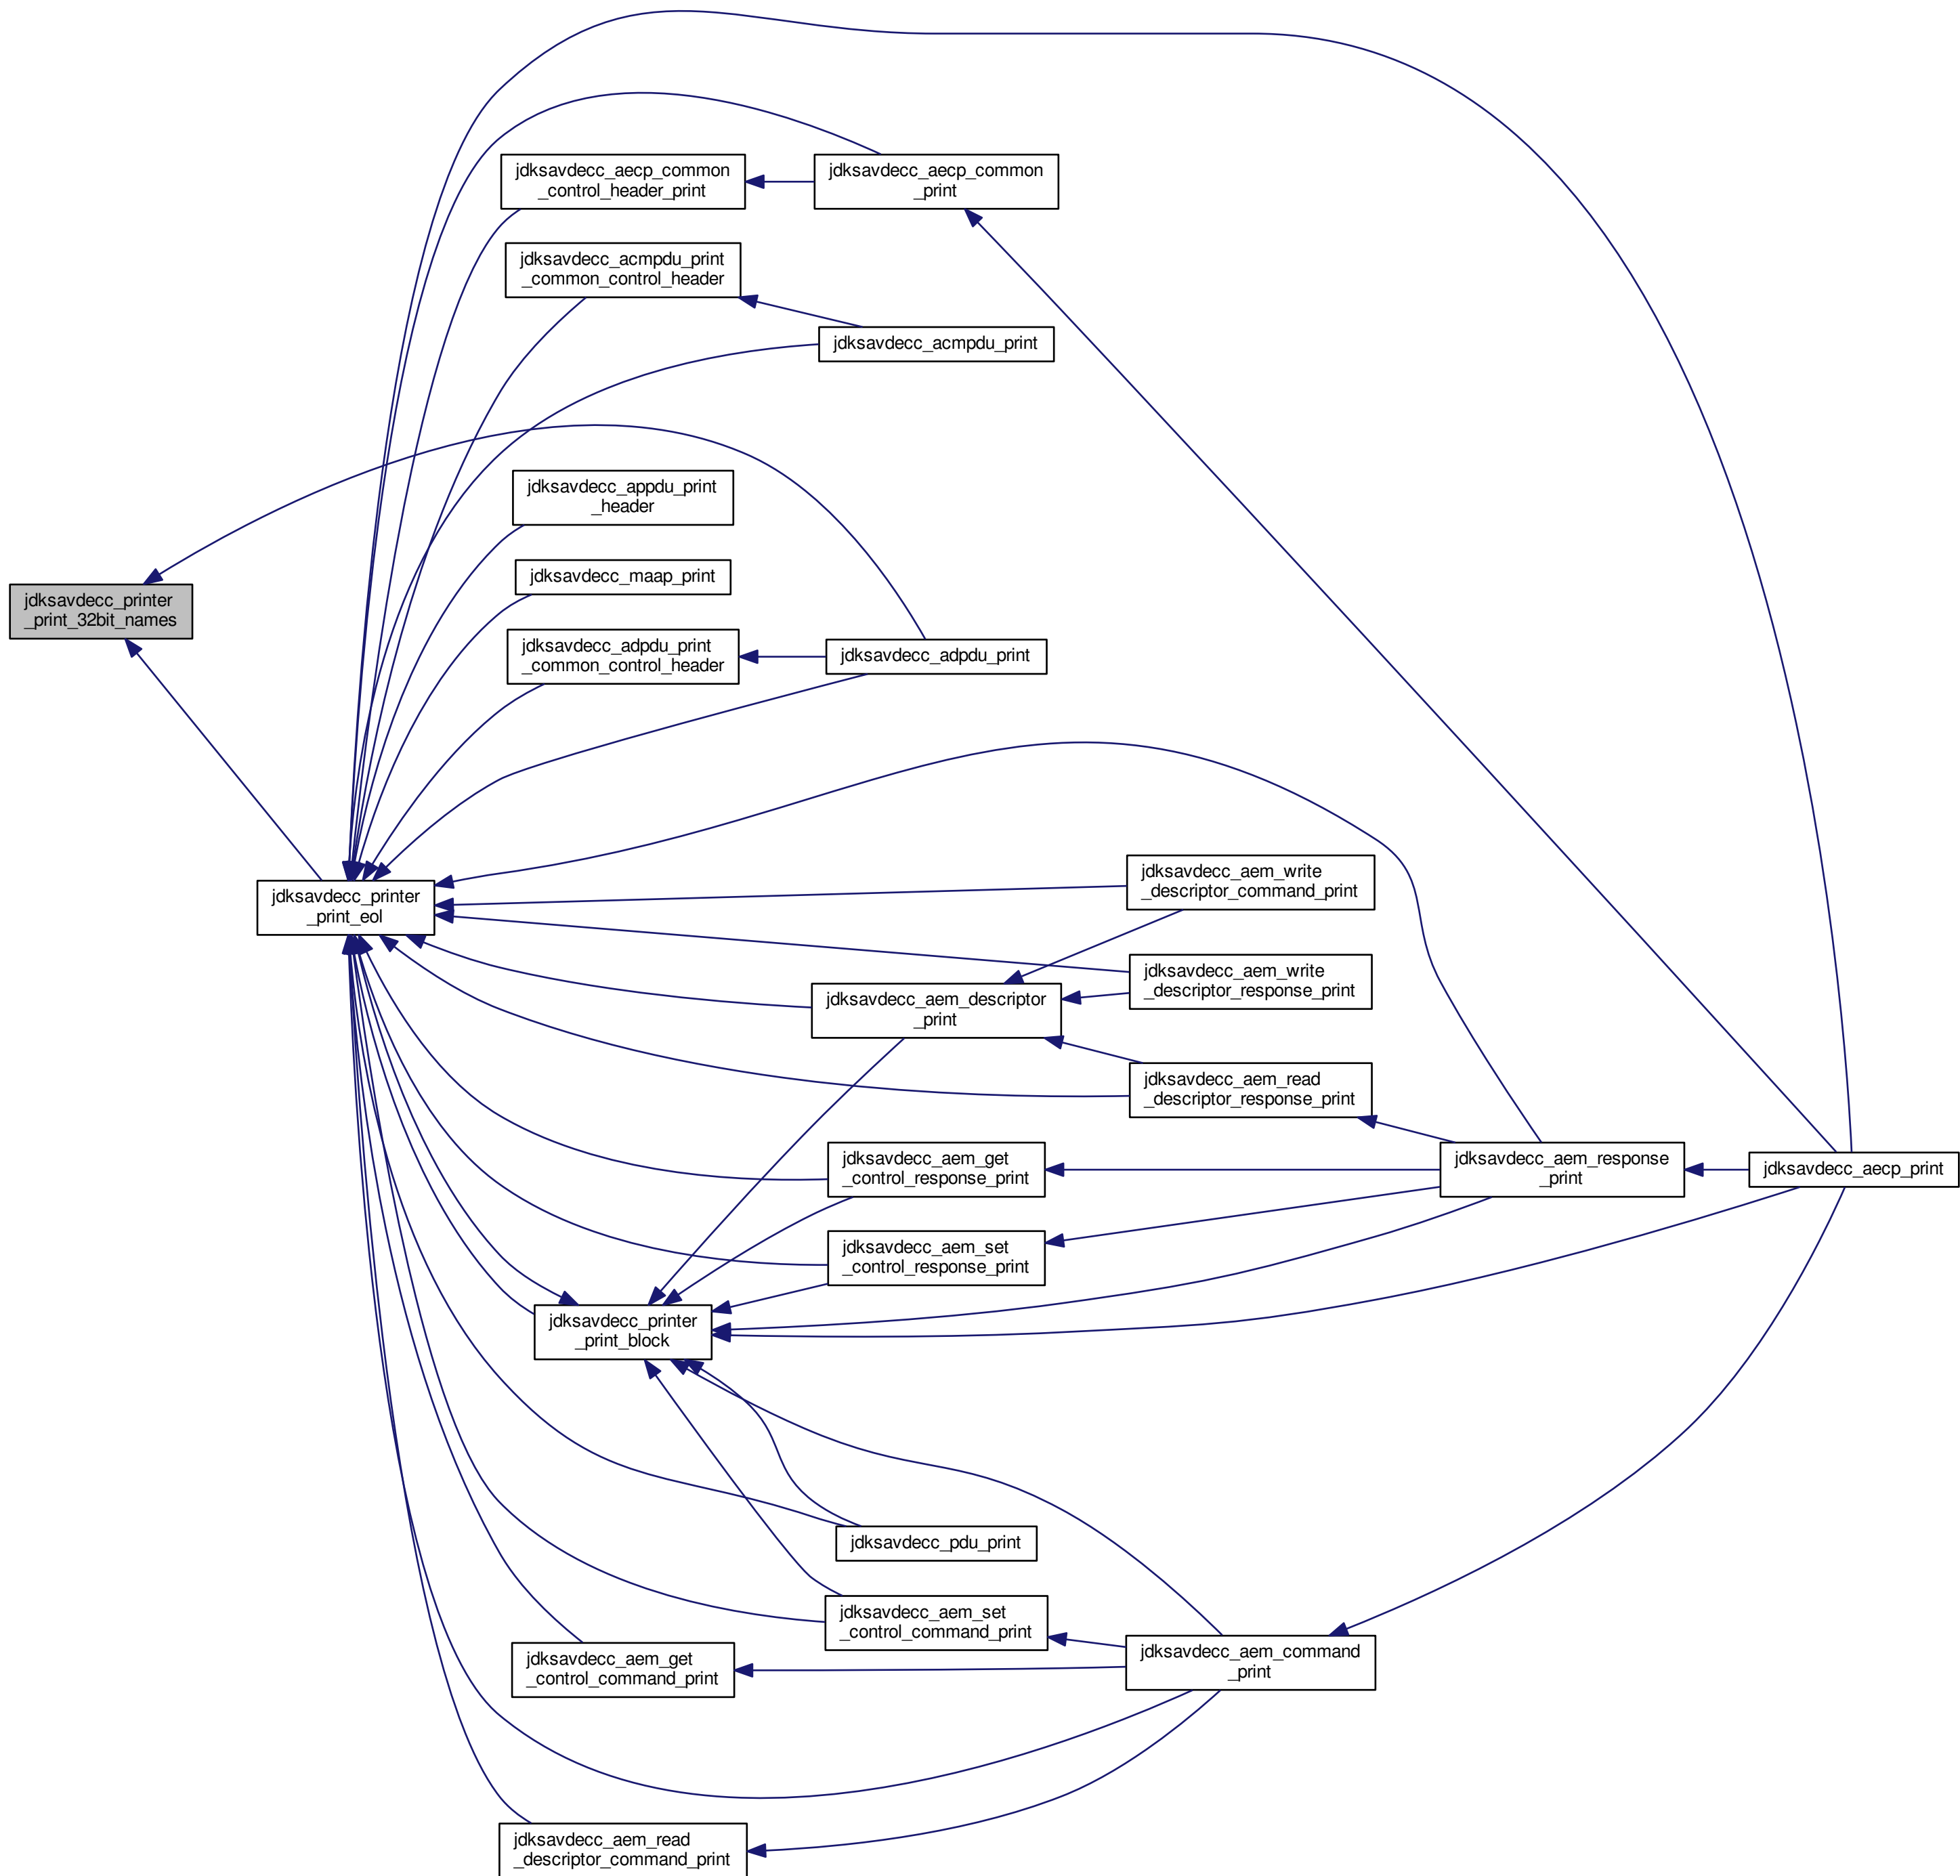 jdksavdecc_aecp_common
_control_header_print
jdksavdecc_aecp_common
_print
jdksavdecc_acmpdu_print
_common_control_header
jdksavdecc_acmpdu_print
jdksavdecc_appdu_print
_header
jdksavdecc_maap_print
jdksavdecc_printer
_print_32bit_names
jdksavdecc_adpdu_print
_common_control_header
jdksavdecc_adpdu_print
jdksavdecc_printer
_print_eol
jdksavdecc_aem_write
_descriptor_command_print
jdksavdecc_aem_write
_descriptor_response_print
jdksavdecc_aem_descriptor
_print
jdksavdecc_aem_read
_descriptor_response_print
jdksavdecc_aem_get
_control_response_print
jdksavdecc_aem_response
_print
jdksavdecc_aecp_print
jdksavdecc_aem_set
_control_response_print
jdksavdecc_printer
_print_block
jdksavdecc_pdu_print
jdksavdecc_aem_set
_control_command_print
jdksavdecc_aem_get
_control_command_print
jdksavdecc_aem_command
_print
jdksavdecc_aem_read
_descriptor_command_print